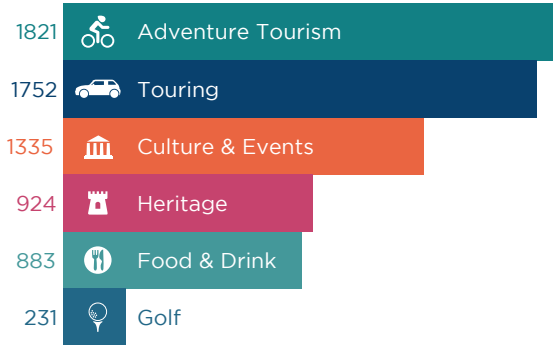 1821 Adventure Tourism
1752 Touring
1335 Culture & Events
924 Heritage
883 Food & Drink
231 Golf